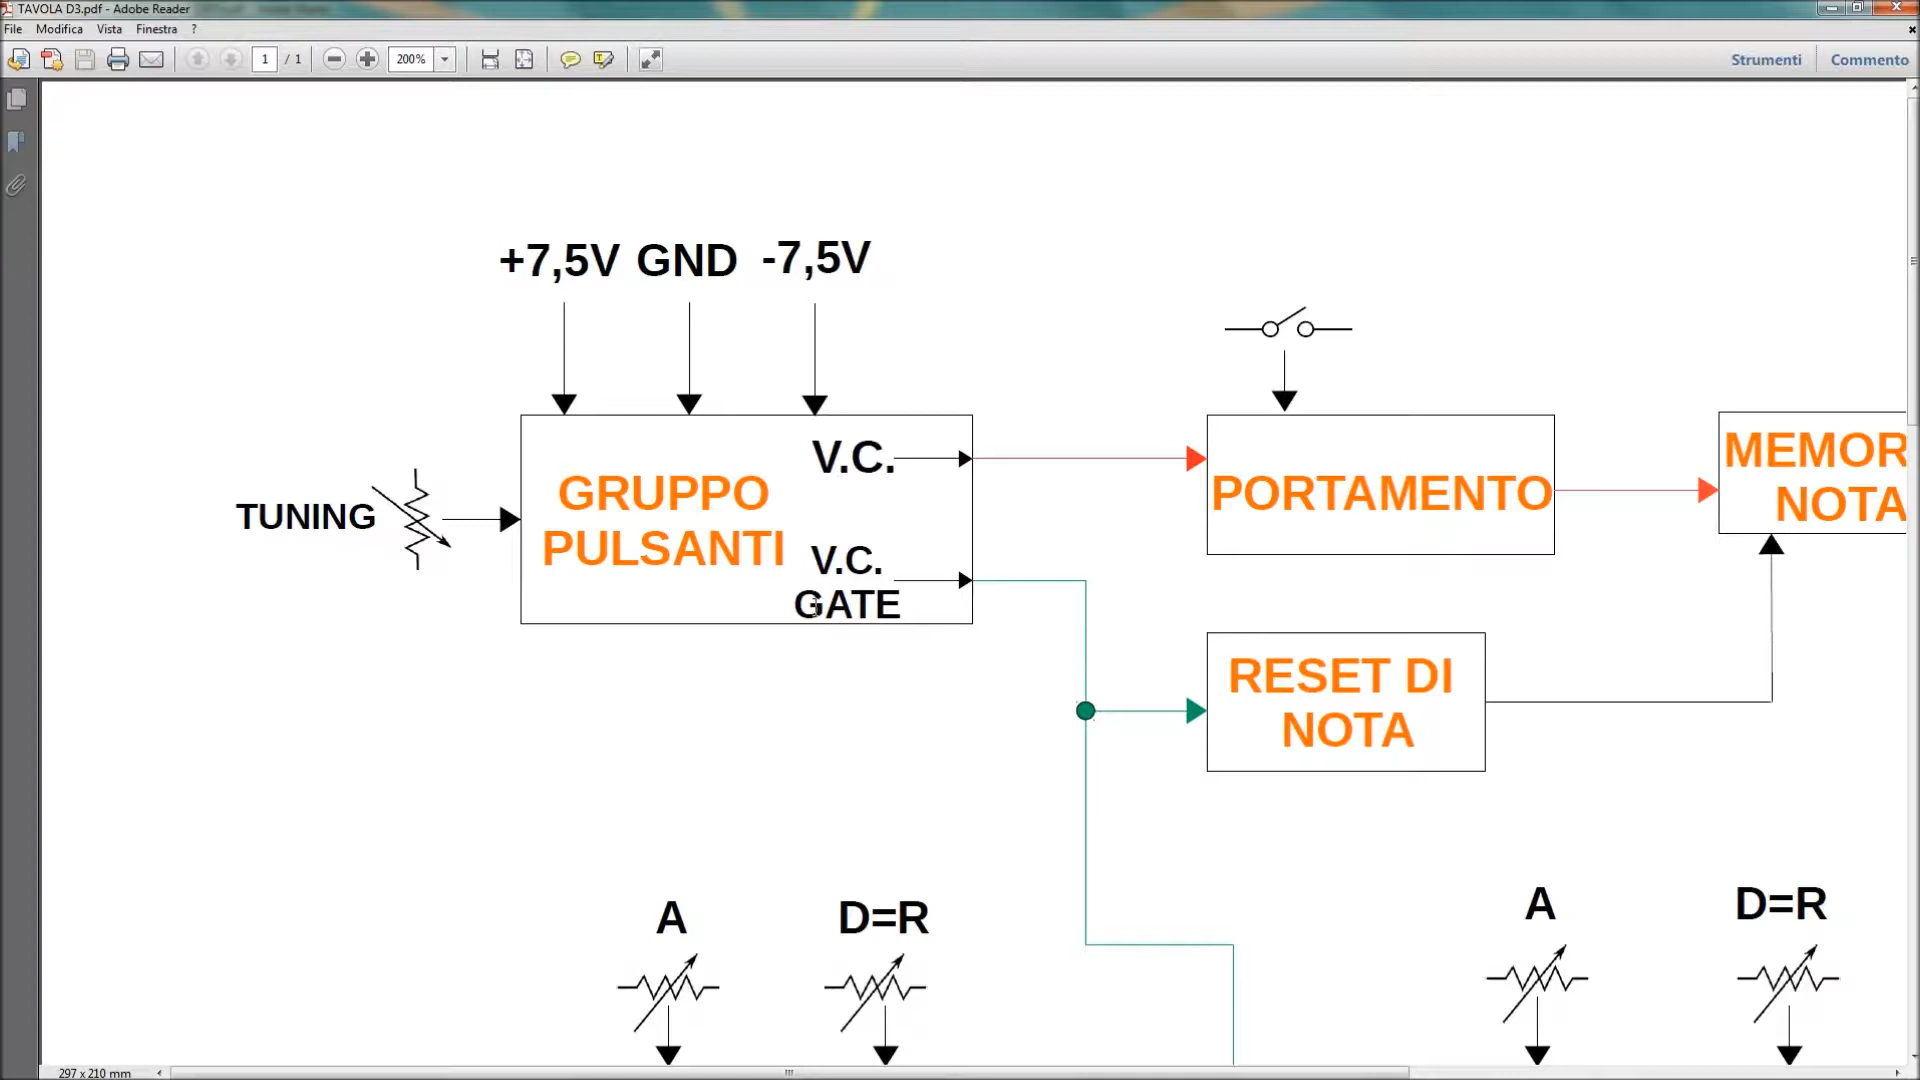 TAVOLA D3.pdf - Adobe Reader
File Modifica Vista Finestra ?
1 / 1 200% Strumenti Commento
+7,5V GND -7,5V
V.C.
GRUPPO
PULSANTI
TUNING
V.C.
GATE
PORTAMENTO
MEMOR
NOTA
RESET DI
NOTA
A D=R A D=R
297 x 210 mm